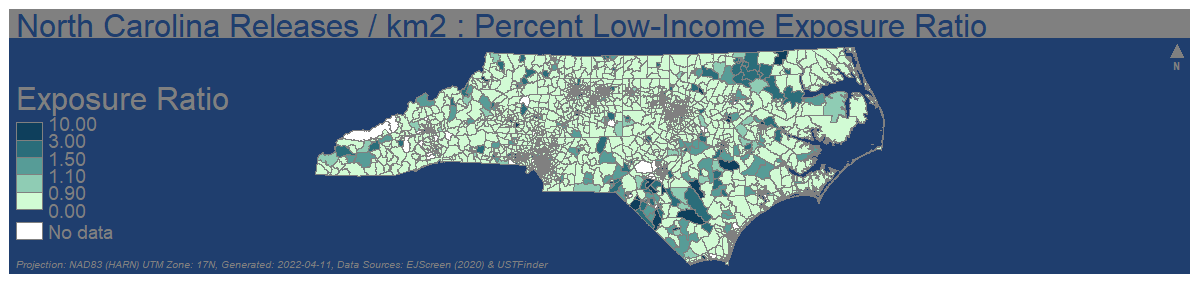 North Carolina Releases / km2 : Percent Low-Income Exposure Ratio
N
Exposure Ratio
10.00
3.00
1.50
1.10
0.90
0.00
No data
Projection: NAD83 (HARN) UTM Zone: 17N, Generated: 2022-04-11, Data Sources: EJScreen (2020) & USTFinder